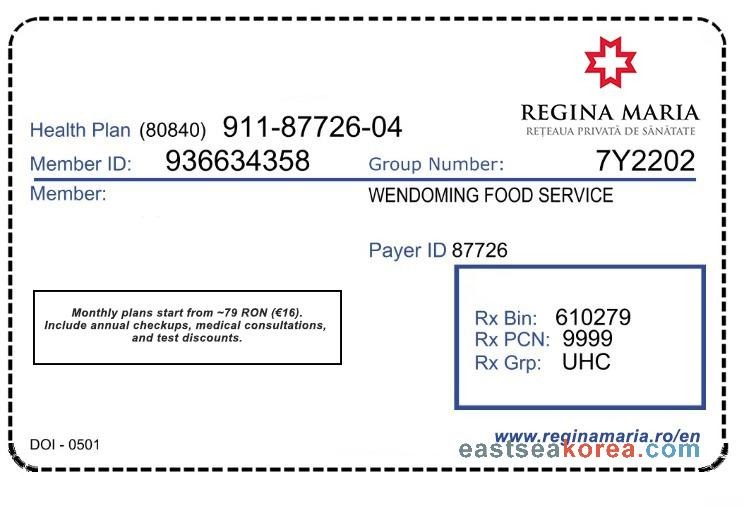 REGINA MARIA
REȚEAUA PRIVATĂ DE SĂNĂTATE
Health Plan (80840) 911-87726-04
Member ID: 936634358 Group Number: 7Y2202
Member: WENDOMING FOOD SERVICE
Payer ID 87726
Monthly plans start from ~79 RON (€16).
Include annual checkups, medical consultations,
and test discounts.
Rx Bin: 610279
Rx PCN: 9999
Rx Grp: UHC
DOI - 0501
www.reginamaria.ro/en
eastseakorea.com